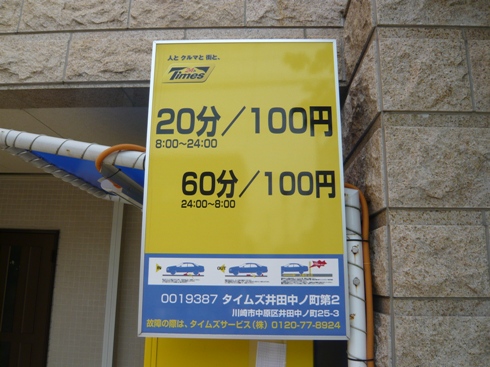 人と クルマと 街と。
Times
20分/100円
8:00~24:00
60分/100円
24:00~8:00
0019387 タイムズ井田中ノ町第2
川崎市中原区井田中ノ町25-3
故障の際は、タイムズサービス(株) 0120-77-8924